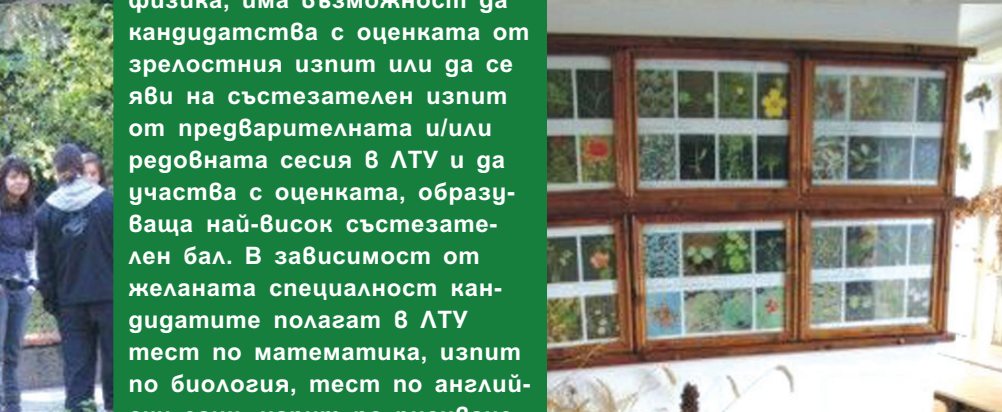 физика, има възможност да
кандидатства с оценката от
зрелостния изпит или да се
яви на състезателен изпит
от предварителната и/или
редовната сесия в ЛТУ и да
участва с оценката, образу-
ваща най-висок състезате-
лен бал. В зависимост от
желаната специалност кан-
дидатите полагат в ЛТУ
тест по математика, изпит
по биология, тест по англий-